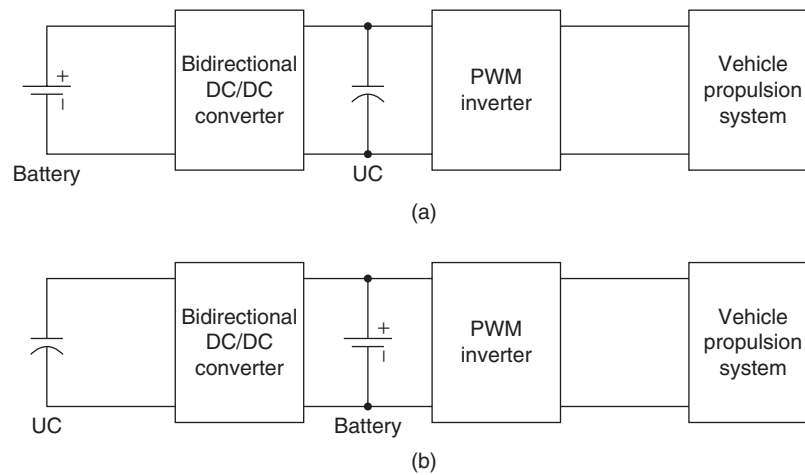 Bidirectional
DC/DC
converter
PWM
inverter
Vehicle
propulsion
system
+
–
Battery
UC
(a)
Bidirectional
DC/DC
converter
+
–
PWM
inverter
Vehicle
propulsion
system
UC
Battery
(b)